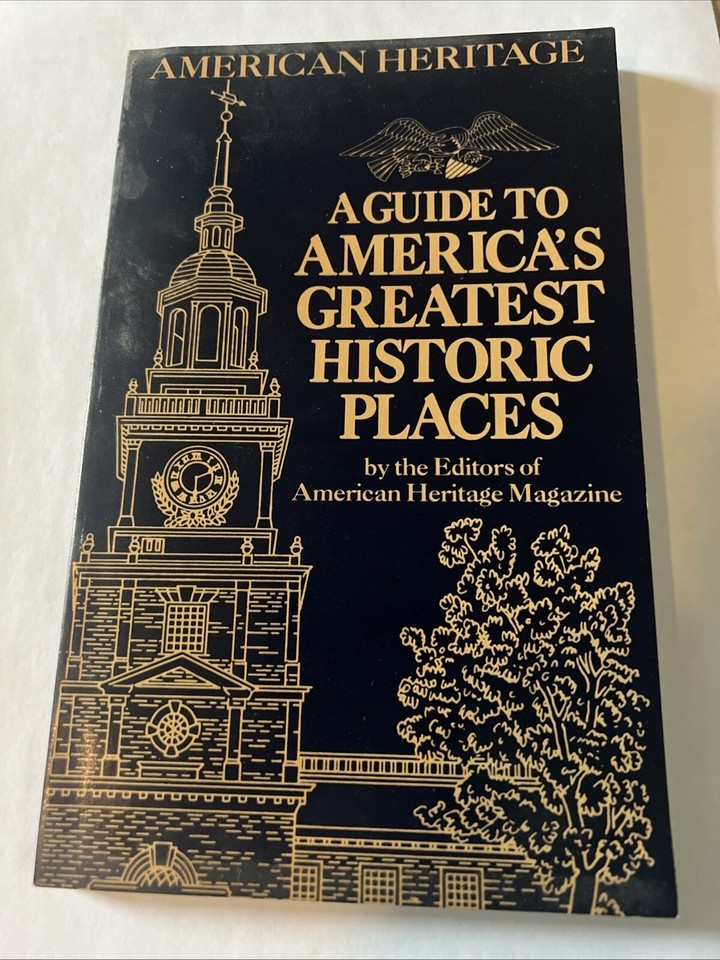 AMERICAN HERITAGE
A GUIDE TO
AMERICA'S
GREATEST
HISTORIC
PLACES
by the Editors of
American Heritage Magazine